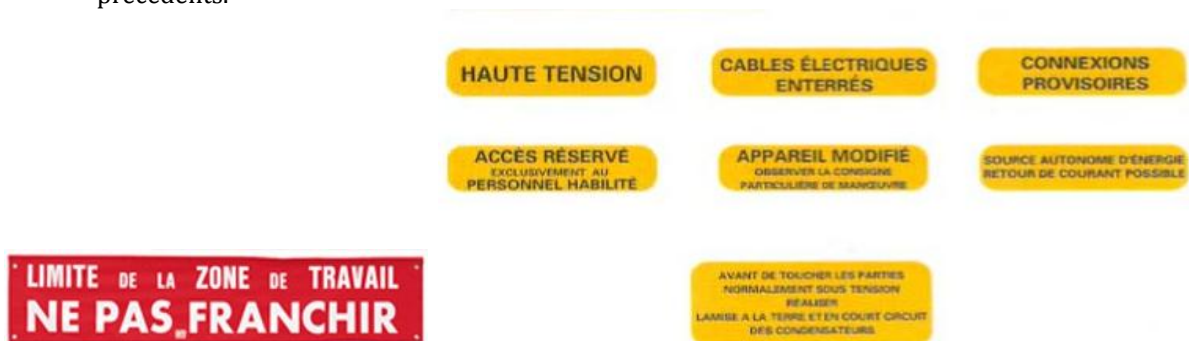 précédents.
HAUTE TENSION
CABLES ÉLECTRIQUES
ENTERRÉS
CONNEXIONS
PROVISOIRES
ACCÈS RÉSERVÉ
EXCLUSIVEMENT AU
PERSONNEL HABILITÉ
APPAREIL MODIFIÉ
OBSERVER LA CONSIGNE
PARTICULIÈRE DE MANŒUVRE
SOURCE AUTONOME D'ÉNERGIE
RETOUR DE COURANT POSSIBLE
LIMITE DE LA ZONE DE TRAVAIL
NE PAS FRANCHIR
AVANT DE TOUCHER LES PARTIES
NORMALEMENT SOUS TENSION
RÉALISER
LAMISE A LA TERRE ET EN COURT CIRCUIT
DES CONDENSATEURS